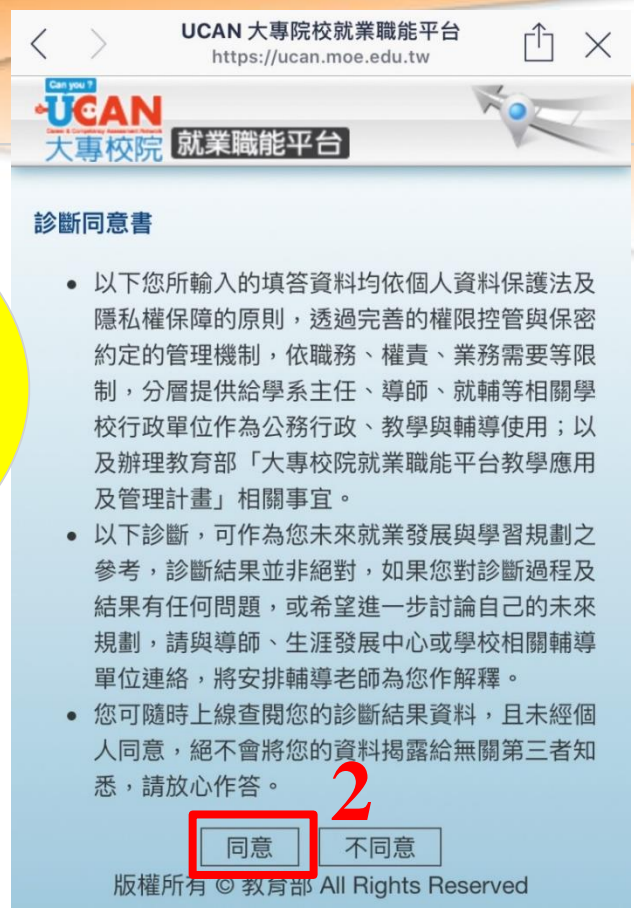 UCAN 大專院校就業職能平台
https://ucan.moe.edu.tw
Can you ?
UCAN
Career & Competency Assessment Network
大專校院 就業職能平台
診斷同意書
• 以下您所輸入的填答資料均依個人資料保護法及
隱私權保障的原則，透過完善的權限控管與保密
約定的管理機制，依職務、權責、業務需要等限
制，分層提供給學系主任、導師、就輔等相關學
校行政單位作為公務行政、教學與輔導使用；以
及辦理教育部「大專校院就業職能平台教學應用
及管理計畫」相關事宜。
• 以下診斷，可作為您未來就業發展與學習規劃之
參考，診斷結果並非絕對，如果您對診斷過程及
結果有任何問題，或希望進一步討論自己的未來
規劃，請與導師、生涯發展中心或學校相關輔導
單位連絡，將安排輔導老師為您作解釋。
• 您可隨時上線查閱您的診斷結果資料，且未經個
人同意，絕不會將您的資料揭露給無關第三者知
悉，請放心作答。
2
同意 不同意
版權所有 © 教育部 All Rights Reserved